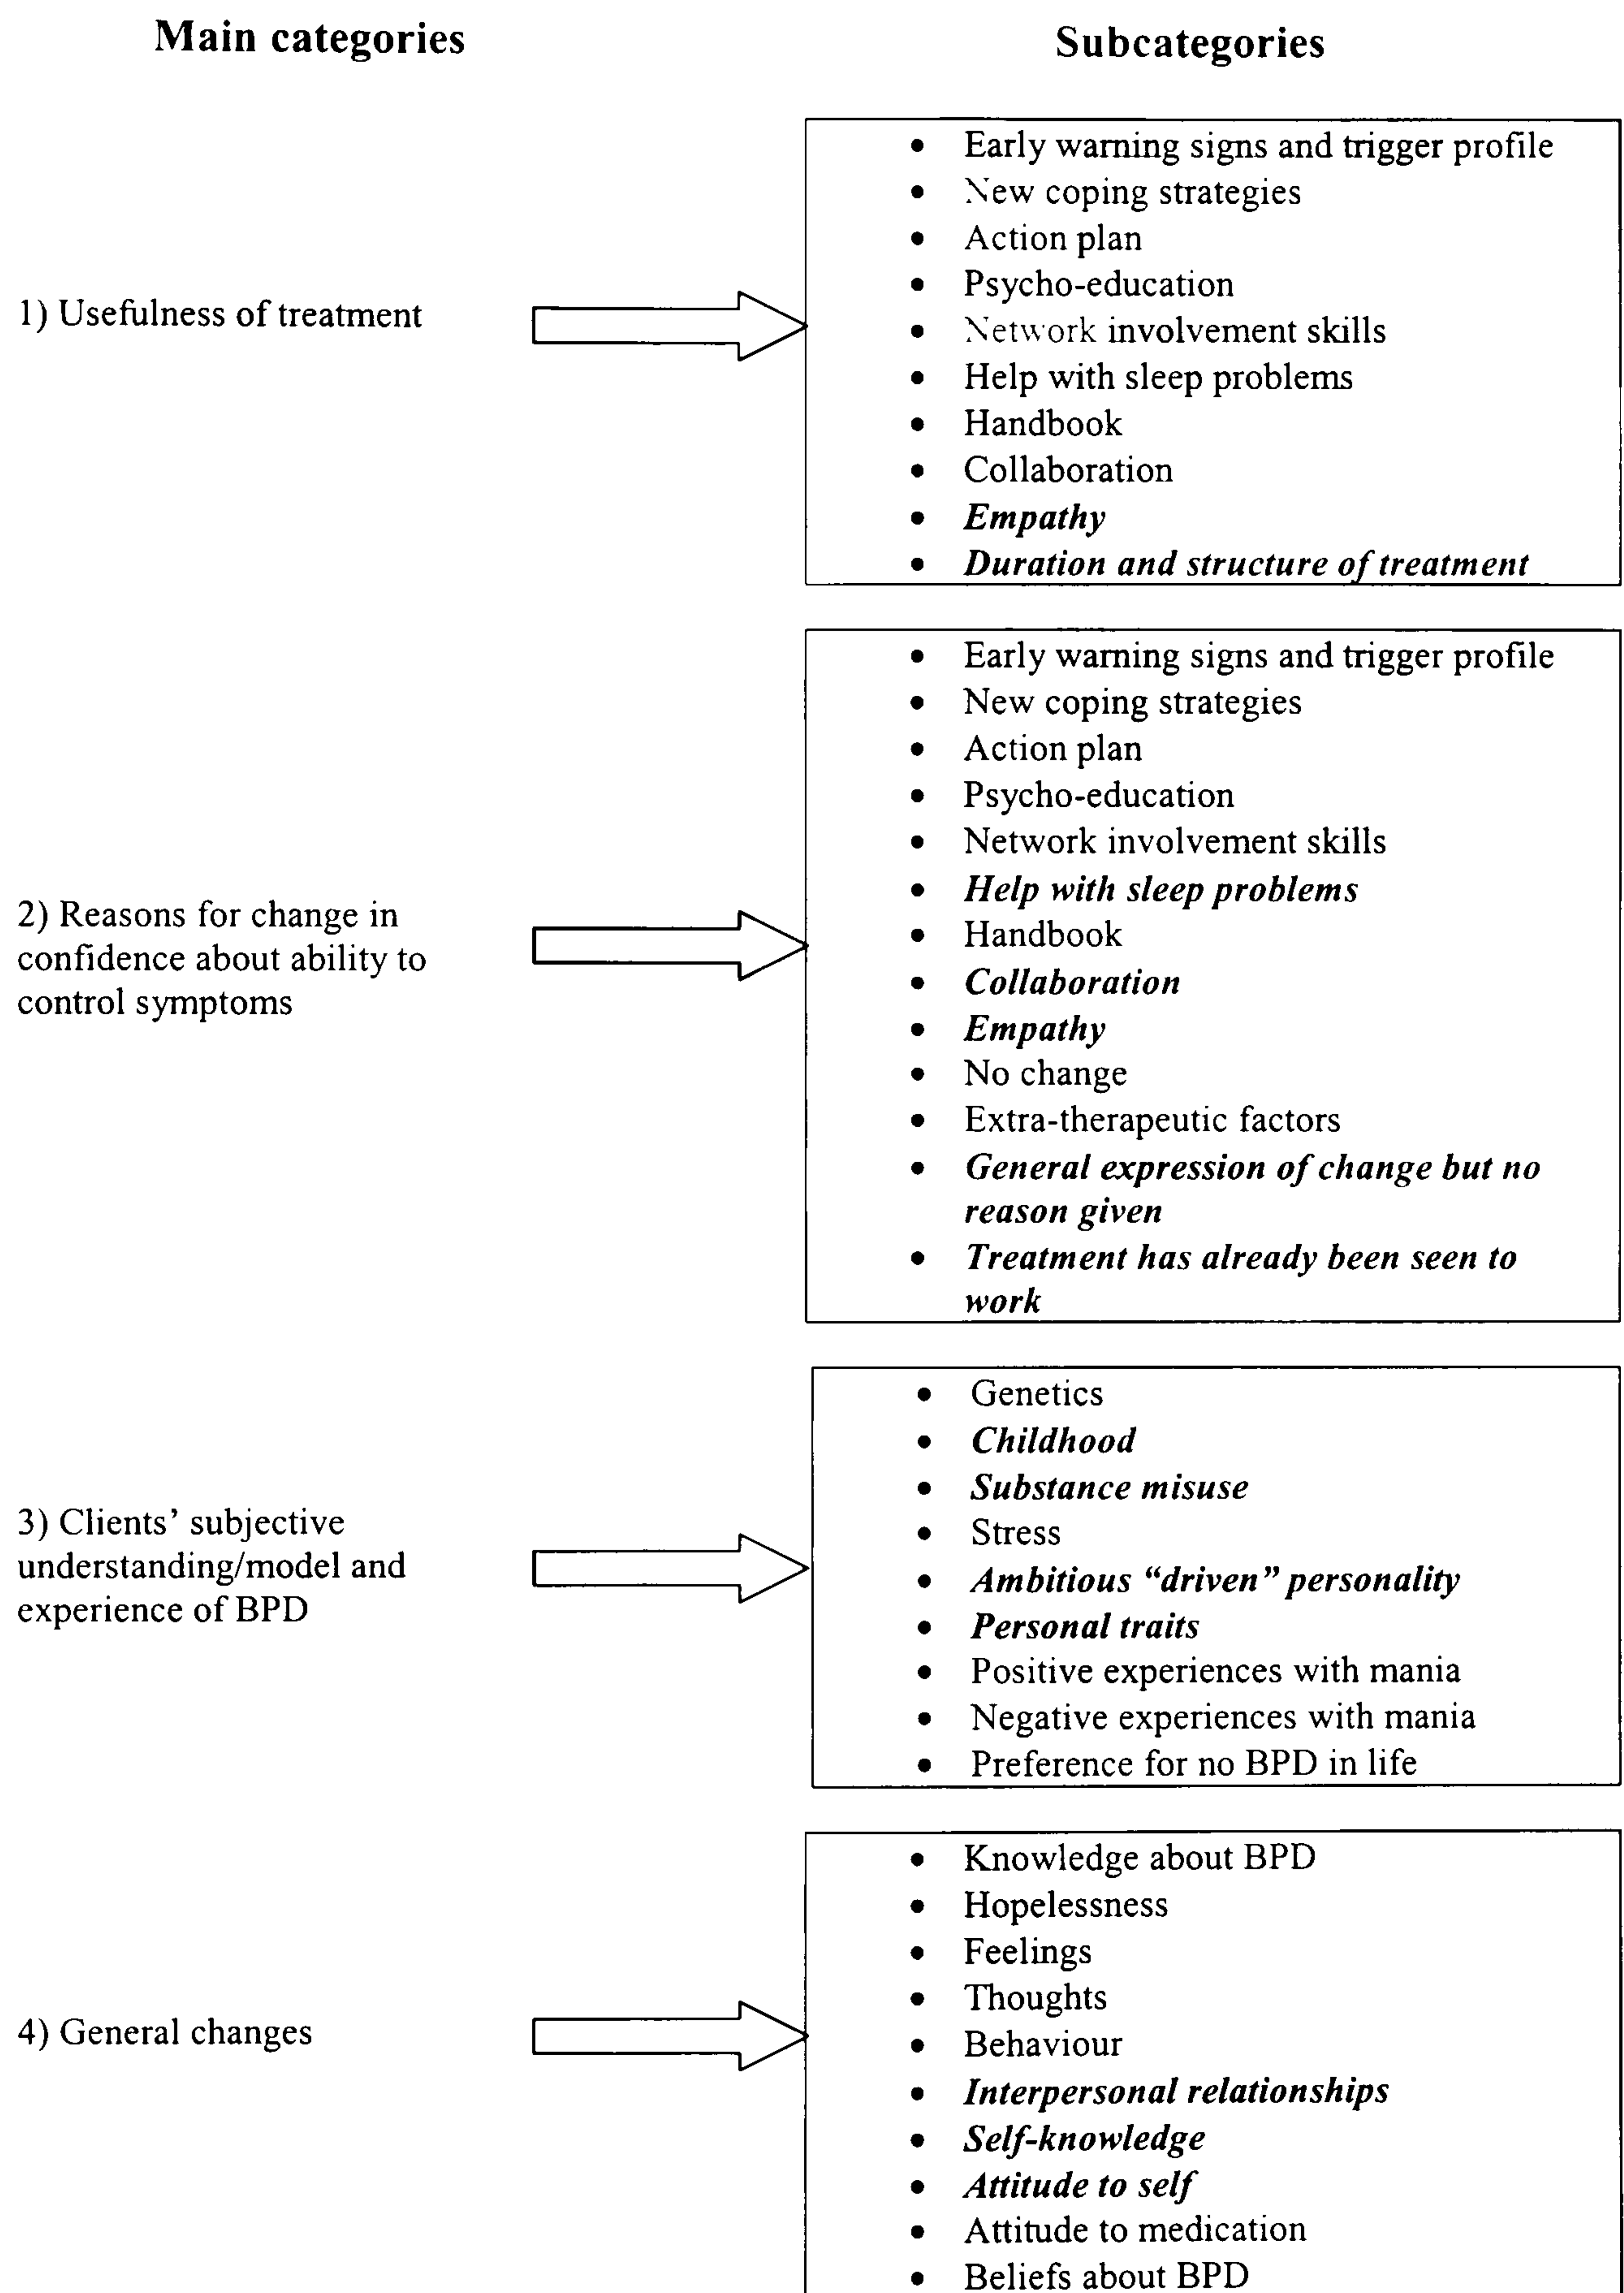 Main categories
Subcategories
1) Usefulness of treatment
• Early warning signs and trigger profile
• New coping strategies
• Action plan
• Psycho-education
• Network involvement skills
• Help with sleep problems
• Handbook
• Collaboration
• Empathy
• Duration and structure of treatment
2) Reasons for change in
confidence about ability to
control symptoms
• Early warning signs and trigger profile
• New coping strategies
• Action plan
• Psycho-education
• Network involvement skills
• Help with sleep problems
• Handbook
• Collaboration
• Empathy
• No change
• Extra-therapeutic factors
• General expression of change but no
reason given
• Treatment has already been seen to
work
3) Clients’ subjective
understanding/model and
experience of BPD
• Genetics
• Childhood
• Substance misuse
• Stress
• Ambitious “driven” personality
• Personal traits
• Positive experiences with mania
• Negative experiences with mania
• Preference for no BPD in life
4) General changes
• Knowledge about BPD
• Hopelessness
• Feelings
• Thoughts
• Behaviour
• Interpersonal relationships
• Self-knowledge
• Attitude to self
• Attitude to medication
• Beliefs about BPD